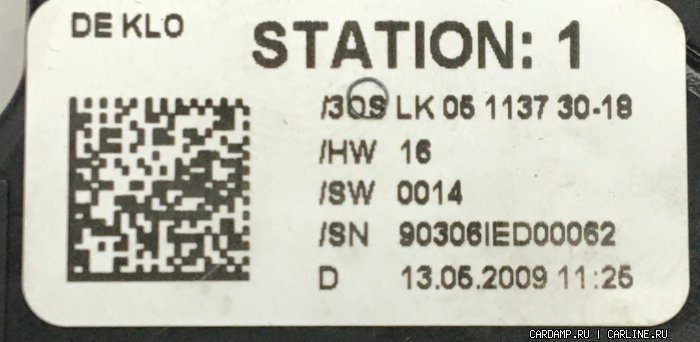 DE KLO
STATION: 1
/3OS LK 05 1137 30-18
/HW 16
/SW 0014
/SN 90306IED00062
D 13.05.2009 11:25
CARDAMP.RU | CARLINE.RU